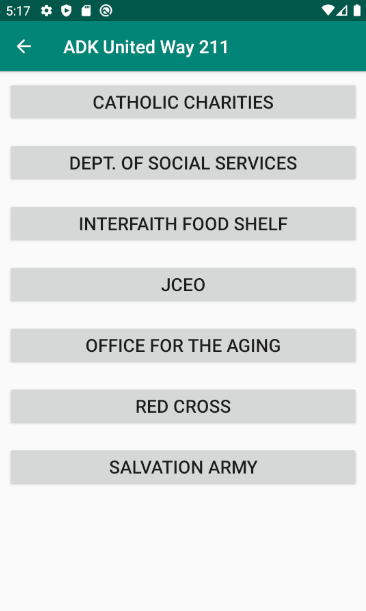 5:17
ADK United Way 211
CATHOLIC CHARITIES
DEPT. OF SOCIAL SERVICES
INTERFAITH FOOD SHELF
JCEO
OFFICE FOR THE AGING
RED CROSS
SALVATION ARMY